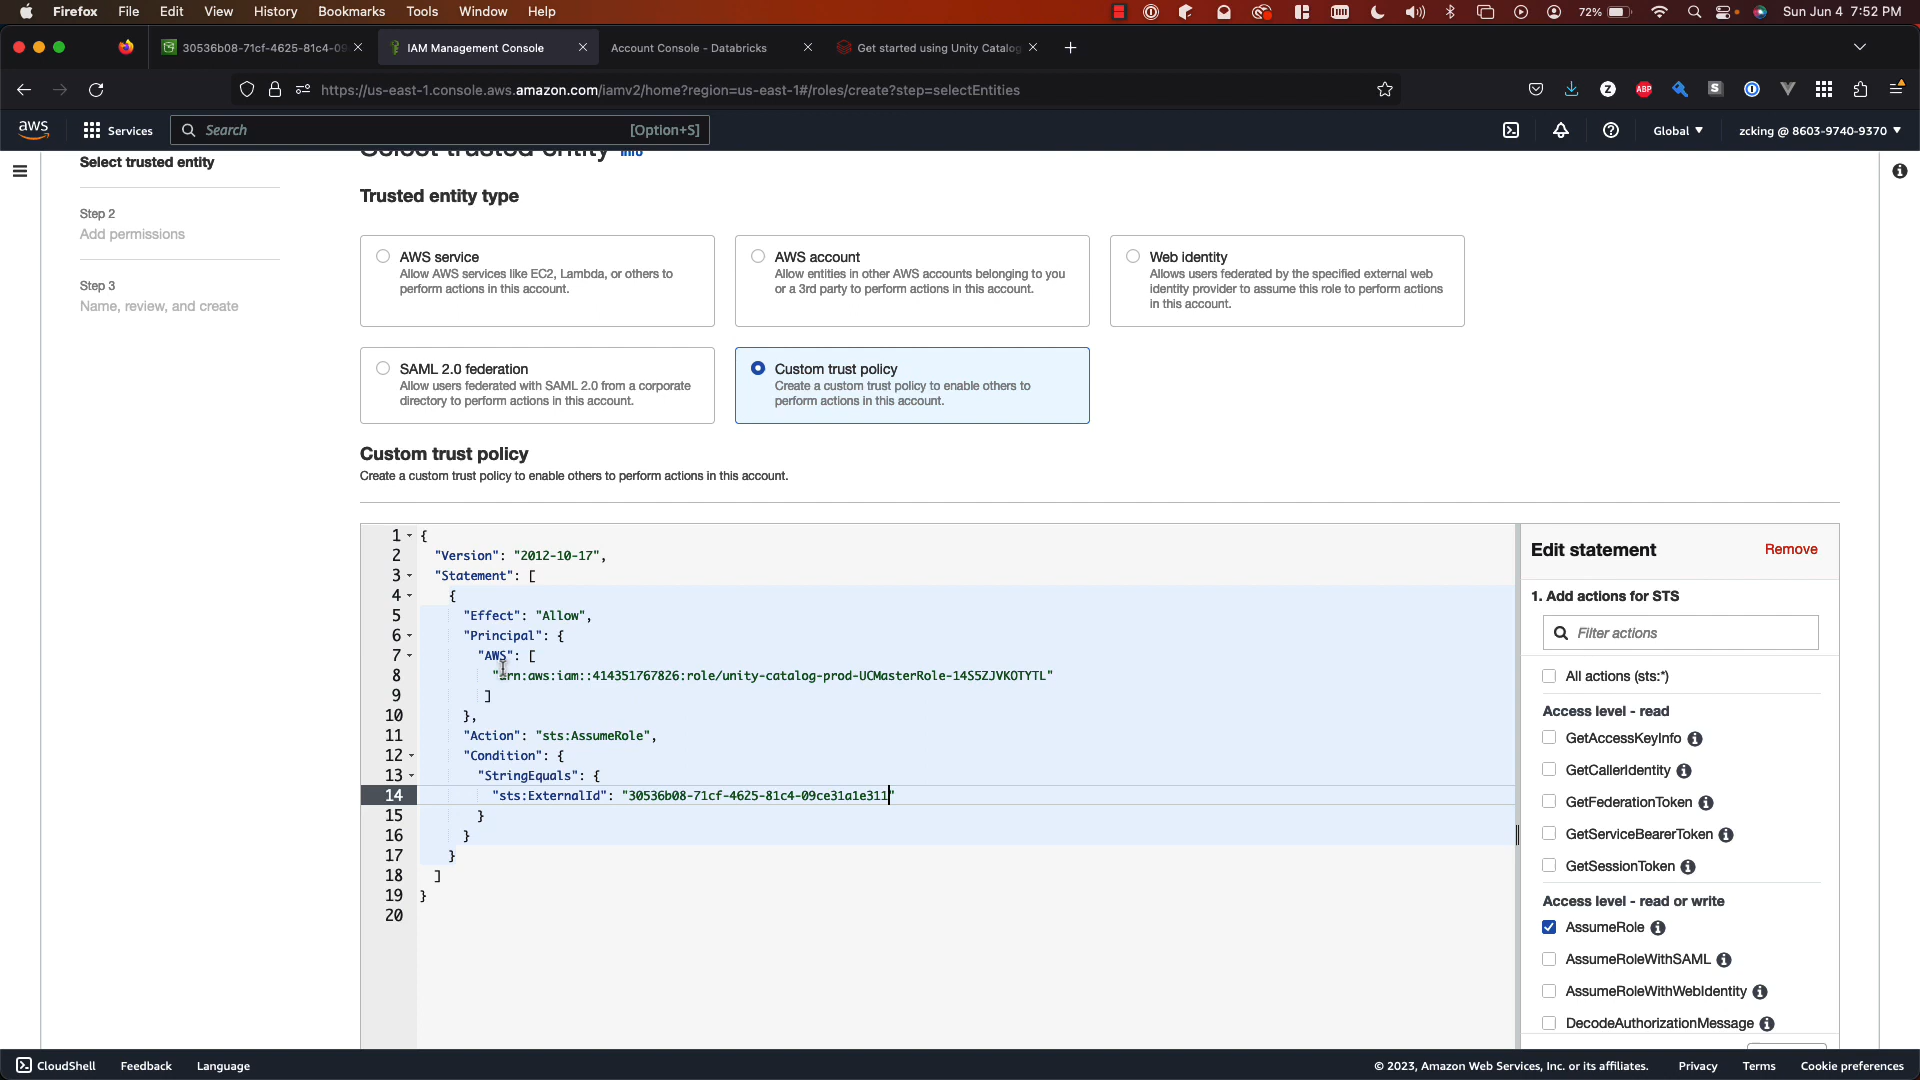 Firefox File Edit View History Bookmarks Tools Window Help 72% Sun Jun 4 7:52 PM
30536b08-71cf-4625-81c4-09 IAM Management Console Account Console - Databricks Get started using Unity Catalog
https://us-east-1.console.aws.amazon.com/iamv2/home?region=us-east-1#/roles/create?step=selectEntities
aws Services Search [Option+S] Global zcking @ 8603-9740-9370
Select trusted entity Info
Select trusted entity
Step 2
Add permissions
Step 3
Name, review, and create
Trusted entity type
AWS service
Allow AWS services like EC2, Lambda, or others to
perform actions in this account.
AWS account
Allow entities in other AWS accounts belonging to you
or a 3rd party to perform actions in this account.
Web identity
Allows users federated by the specified external web
identity provider to assume this role to perform actions
in this account.
SAML 2.0 federation
Allow users federated with SAML 2.0 from a corporate
directory to perform actions in this account.
Custom trust policy
Create a custom trust policy to enable others to
perform actions in this account.
Custom trust policy
Create a custom trust policy to enable others to perform actions in this account.
1 {
2 "Version": "2012-10-17",
3 "Statement": [
4 {
5 "Effect": "Allow",
6 "Principal": {
7 "AWS": [
8 "arn:aws:iam::414351767826:role/unity-catalog-prod-UCMasterRole-14S5ZJVKOTYTL"
9 ]
10 },
11 "Action": "sts:AssumeRole",
12 "Condition": {
13 "StringEquals": {
14 "sts:ExternalId": "30536b08-71cf-4625-81c4-09ce31a1e311"
15 }
16 }
17 }
18 ]
19 }
20
Edit statement Remove
1. Add actions for STS
Filter actions
All actions (sts:*)
Access level - read
GetAccessKeyInfo
GetCallerIdentity
GetFederationToken
GetServiceBearerToken
GetSessionToken
Access level - read or write
AssumeRole
AssumeRoleWithSAML
AssumeRoleWithWebIdentity
DecodeAuthorizationMessage
CloudShell Feedback Language © 2023, Amazon Web Services, Inc. or its affiliates. Privacy Terms Cookie preferences